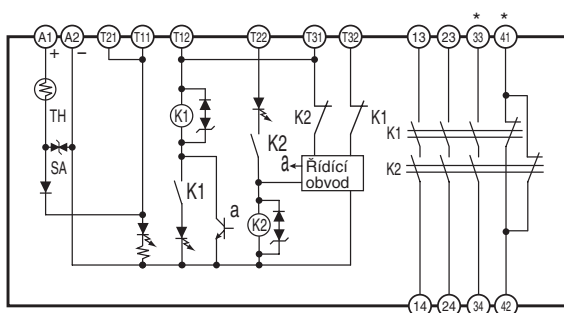 * *
A1 A2 T21 T11 T12 T22 T31 T32 13 23 33 41
+ −
K1
TH
K2
K1
K2
K1
SA
a
Řídící
obvod
K2
K1
a
K2
14 24 34 42